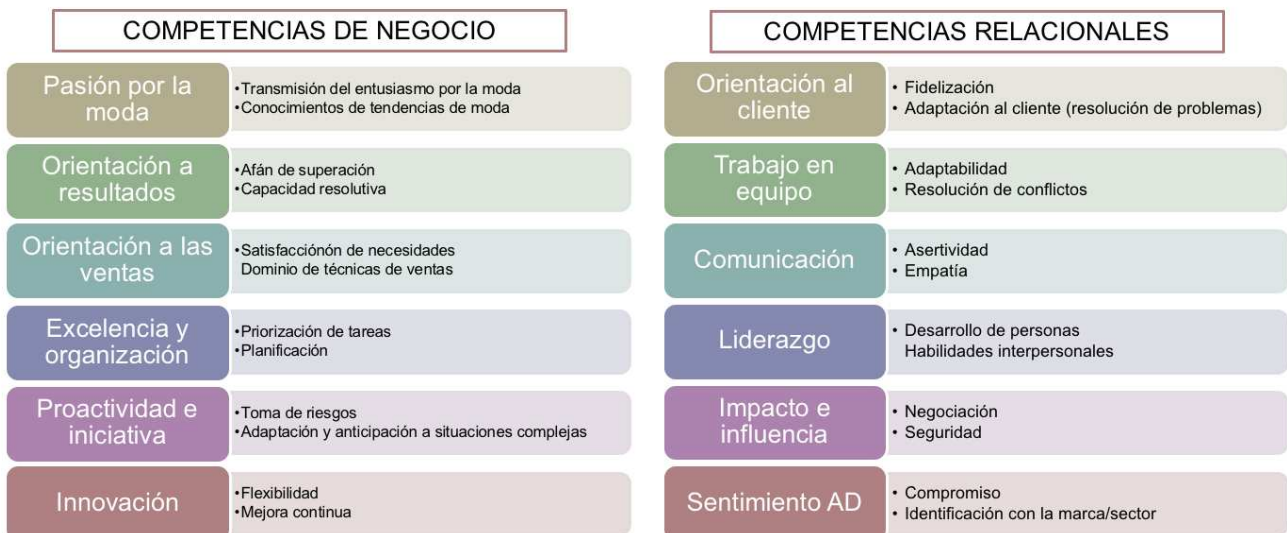 COMPETENCIAS DE NEGOCIO
Pasión por la
moda
•Transmisión del entusiasmo por la moda
•Conocimientos de tendencias de moda
Orientación a
resultados
•Afán de superación
•Capacidad resolutiva
Orientación a las
ventas
•Satisfacciónón de necesidades
Dominio de técnicas de ventas
Excelencia y
organización
•Priorización de tareas
•Planificación
Proactividad e
iniciativa
•Toma de riesgos
•Adaptación y anticipación a situaciones complejas
Innovación
•Flexibilidad
•Mejora continua
COMPETENCIAS RELACIONALES
Orientación al
cliente
• Fidelización
• Adaptación al cliente (resolución de problemas)
Trabajo en
equipo
• Adaptabilidad
• Resolución de conflictos
Comunicación
• Asertividad
• Empatía
Liderazgo
• Desarrollo de personas
Habilidades interpersonales
Impacto e
influencia
• Negociación
• Seguridad
Sentimiento AD
• Compromiso
• Identificación con la marca/sector